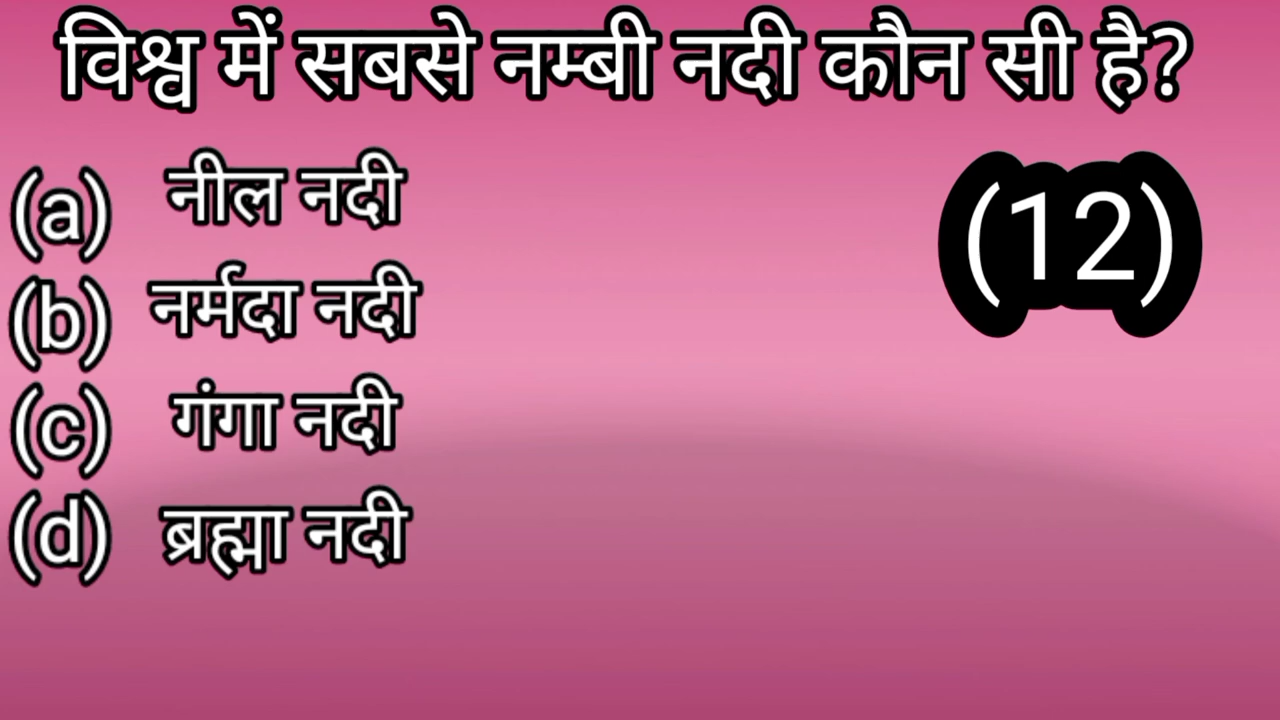 विश्व में सबसे नम्बी नदी कौन सी है?
(a) नील नदी
(12)
(b) नर्मदा नदी
(c) गंगा नदी
(d) ब्रह्मा नदी